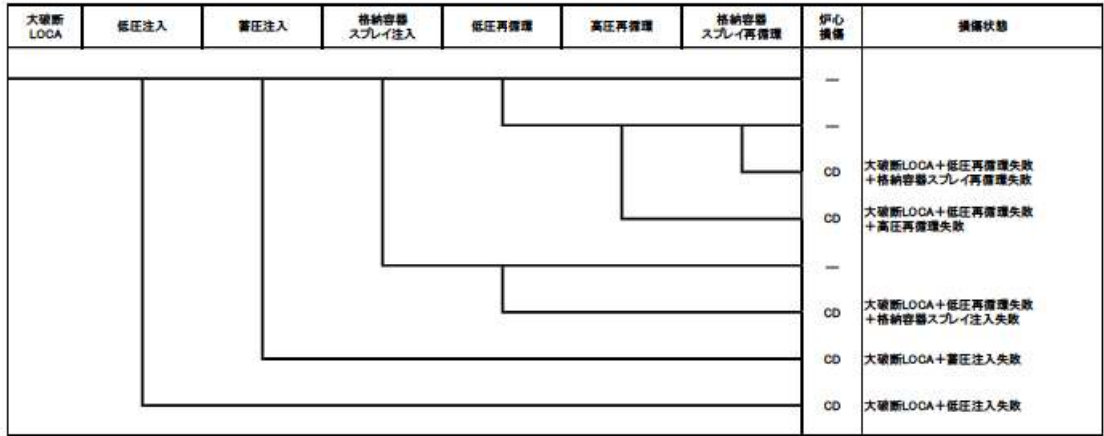 大破断
LOCA
低圧注入
蓄圧注入
格納容器
スプレイ注入
低圧再循環
高圧再循環
格納容器
スプレイ再循環
炉心
損傷
損傷状態
—
—
CD
大破断LOCA＋低圧再循環失敗
＋格納容器スプレイ再循環失敗
CD
大破断LOCA＋低圧再循環失敗
＋高圧再循環失敗
—
CD
大破断LOCA＋低圧再循環失敗
＋格納容器スプレイ注入失敗
CD
大破断LOCA＋蓄圧注入失敗
CD
大破断LOCA＋低圧注入失敗